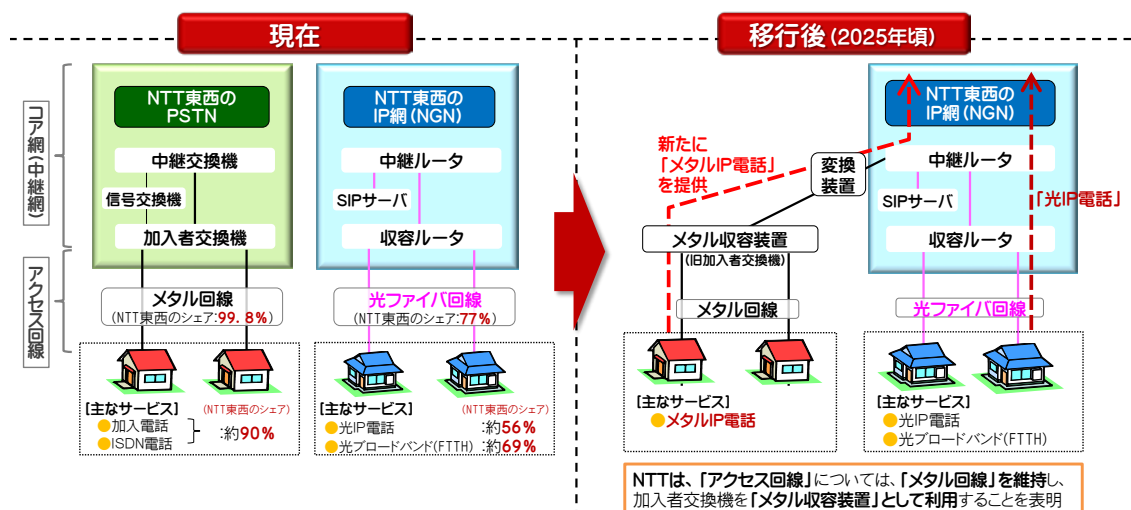 現在
移行後(2025年頃)
コア網(中継網)
アクセス回線
NTT東西の
PSTN
中継交換機
信号交換機
加入者交換機
メタル回線
(NTT東西のシェア:99.8%)
[主なサービス]
(NTT東西のシェア)
●加入電話
●ISDN電話
:約90%
NTT東西の
IP網(NGN)
中継ルータ
SIPサーバ
収容ルータ
光ファイバ回線
(NTT東西のシェア:77%)
[主なサービス]
(NTT東西のシェア)
●光IP電話 :約56%
●光ブロードバンド(FTTH) :約69%
新たに
「メタルIP電話」
を提供
変換
装置
メタル収容装置
(旧加入者交換機)
メタル回線
[主なサービス]
●メタルIP電話
NTT東西の
IP網(NGN)
中継ルータ
SIPサーバ
「光IP電話」
収容ルータ
光ファイバ回線
[主なサービス]
●光IP電話
●光ブロードバンド(FTTH)
NTTは、「アクセス回線」については、「メタル回線」を維持し、
加入者交換機を「メタル収容装置」として利用することを表明